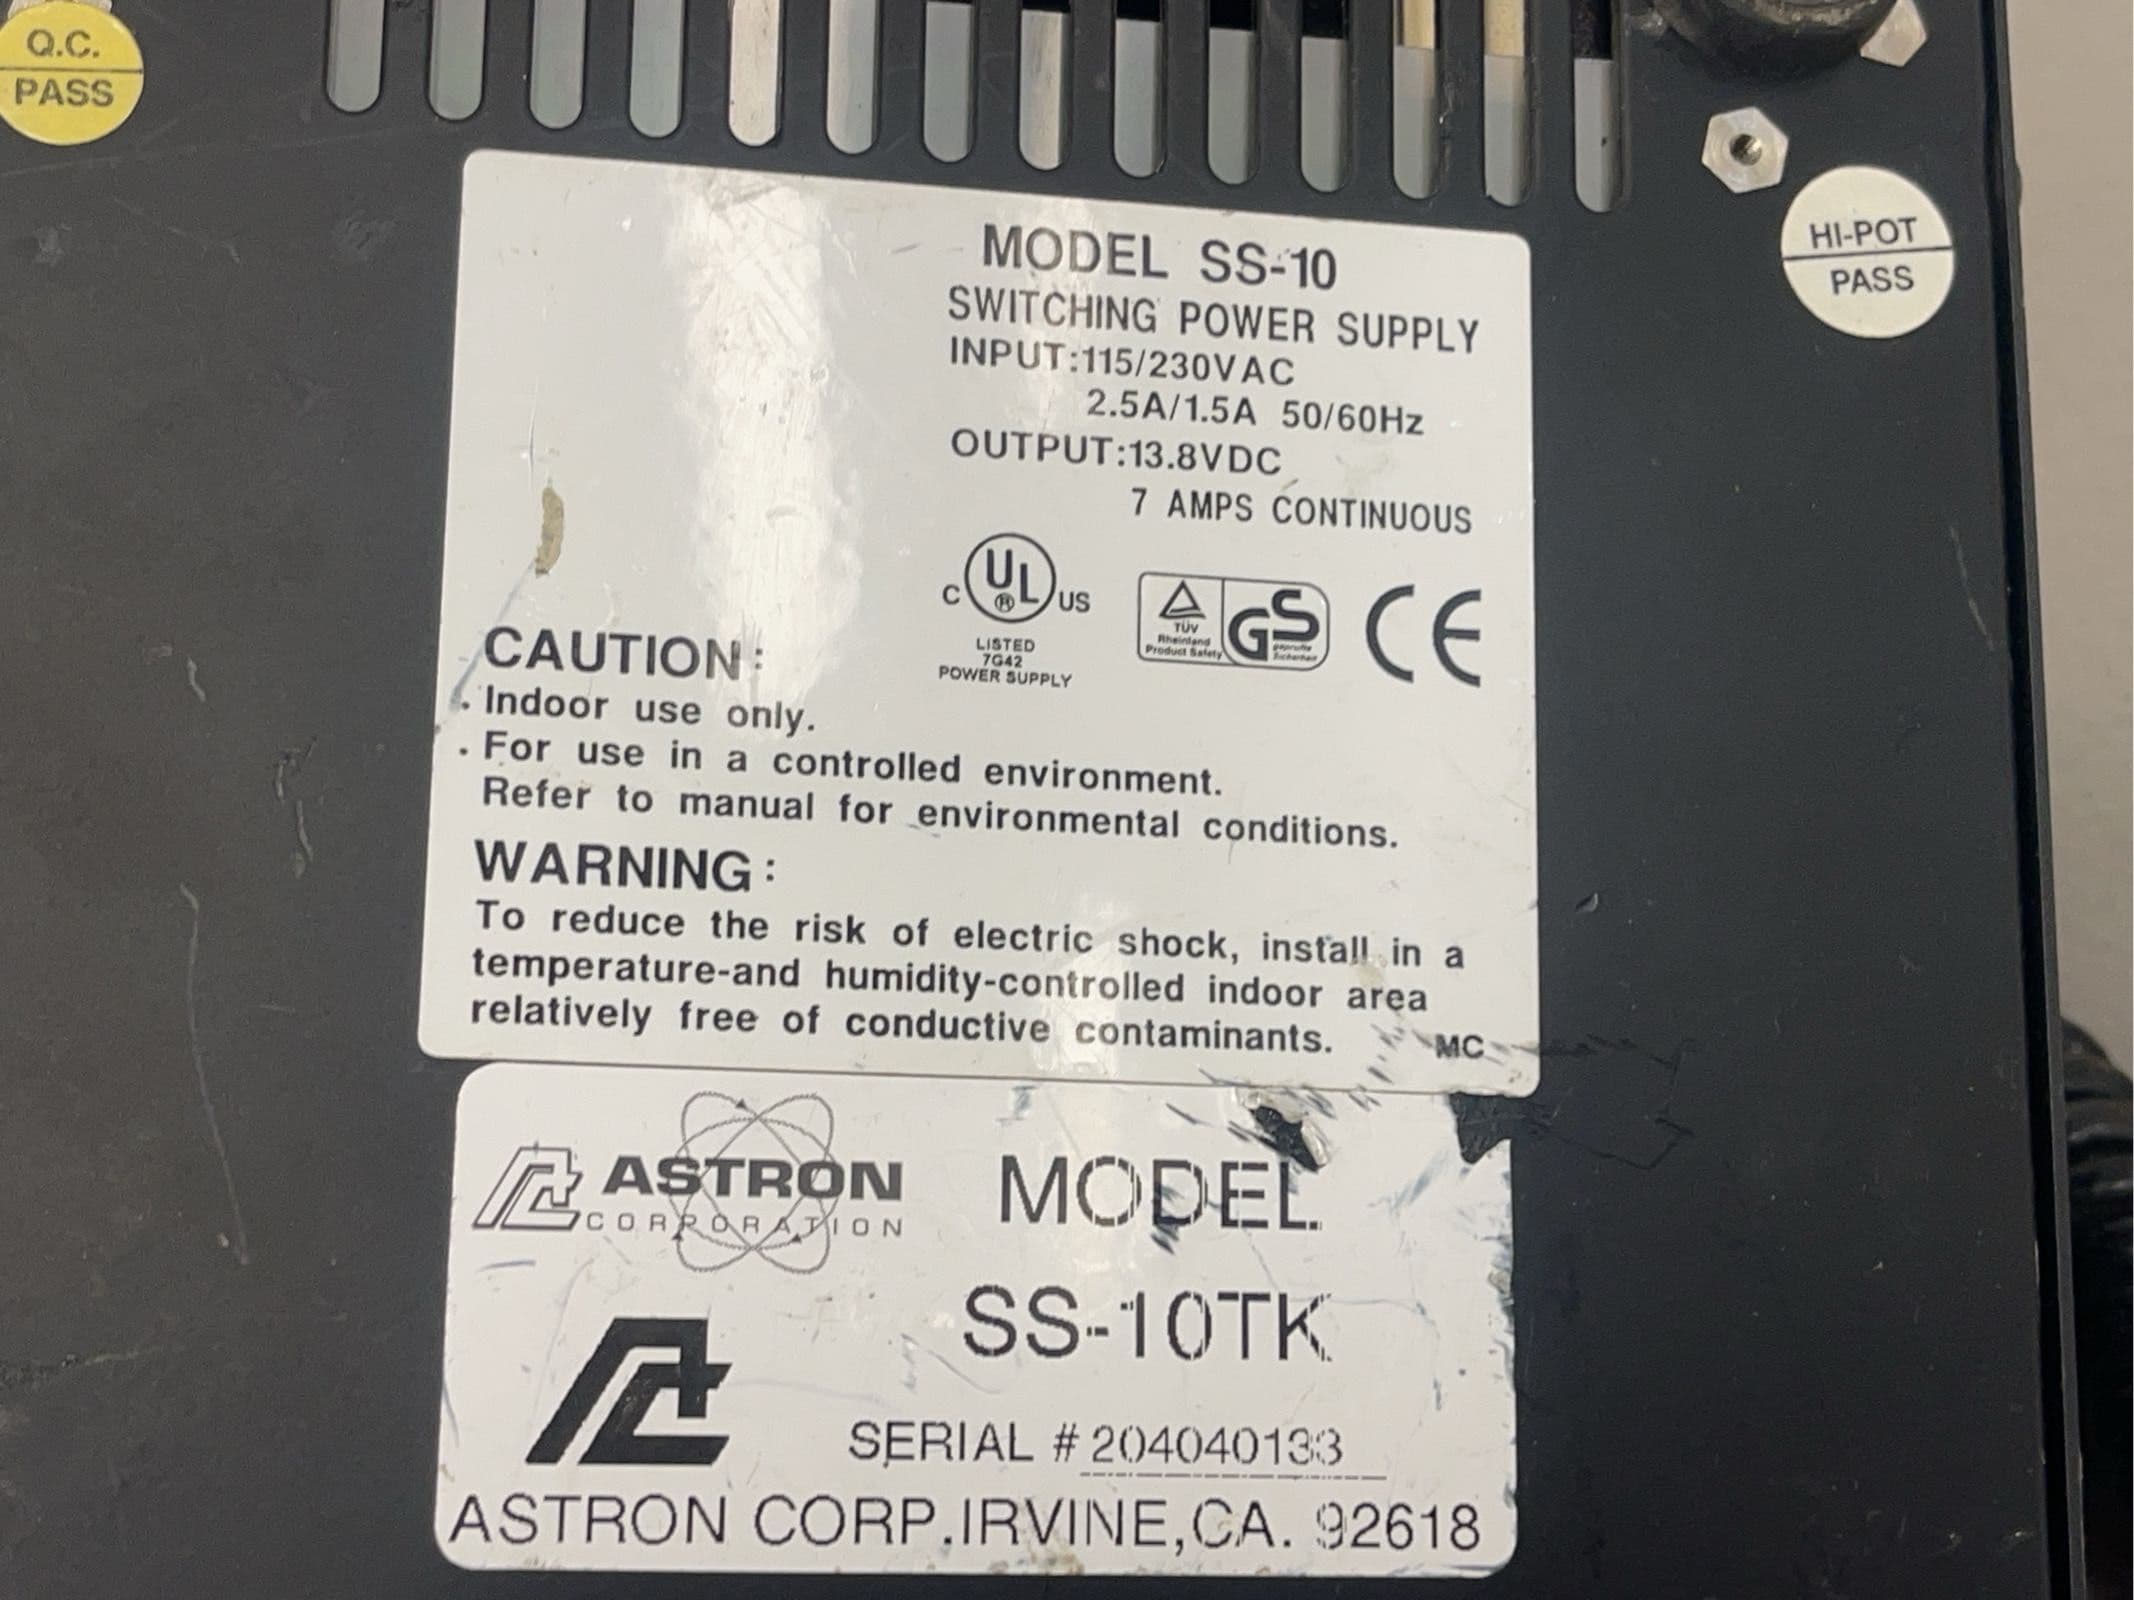 Q.C.
PASS
HI-POT
PASS
MODEL SS-10
SWITCHING POWER SUPPLY
INPUT:115/230VAC
2.5A/1.5A 50/60Hz
OUTPUT:13.8VDC
7 AMPS CONTINUOUS
C UL ® US
LISTED
7G42
POWER SUPPLY
TÜV
Rheinland
Product Safety
GS
geprüfte
Sicherheit
CE
CAUTION:
. Indoor use only.
. For use in a controlled environment.
Refer to manual for environmental conditions.
WARNING:
To reduce the risk of electric shock, install in a
temperature-and humidity-controlled indoor area
relatively free of conductive contaminants.
MC
ASTRON
CORPORATION
MODEL
SS-10TK
SERIAL # 204040133
ASTRON CORP.IRVINE,CA. 92618